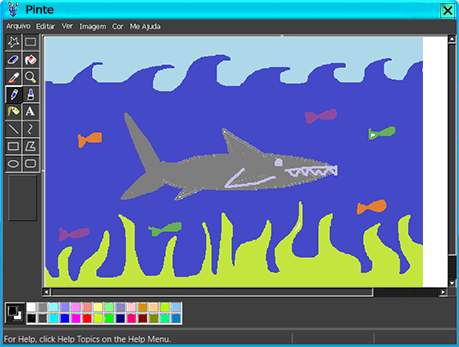 Pinte
Arquivo Editar Ver Imagem Cor Me Ajuda
A
For Help, click Help Topics on the Help Menu.